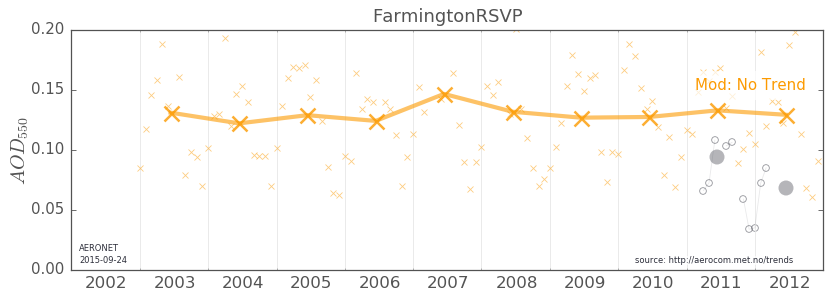 FarmingtonRSVP
0.20
0.15
0.10
0.05
0.00
AOD550
Mod: No Trend
AERONET
2015-09-24
source: http://aerocom.met.no/trends
2002 2003 2004 2005 2006 2007 2008 2009 2010 2011 2012